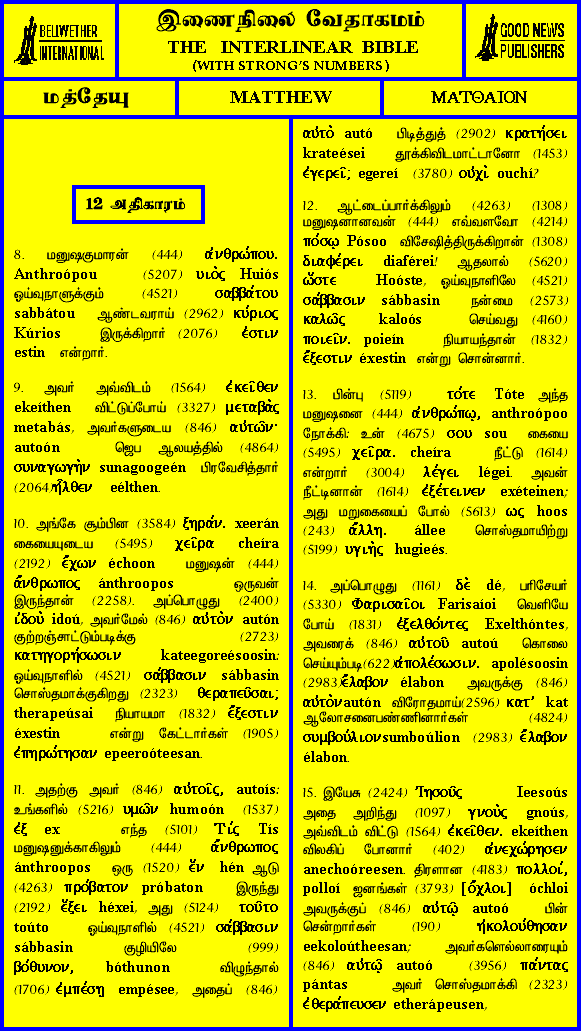 BELLWETHER
INTERNATIONAL
இணைநிலை வேதாகமம்
THE INTERLINEAR BIBLE
(WITH STRONG'S NUMBERS)
GOOD NEWS
PUBLISHERS
மத்தேயு
MATTHEW
ΜΑΤΘΑΙΟΝ
12 அதிகாரம்
8. மனுஷகுமாரன் (444) ἀνθρώπου.
Anthroópou (5207) υιὸς Huiós
ஓய்வுநாளுக்கும் (4521) σαββάτου
sabbátou ஆண்டவராய் (2962) κύριος
Kúrios இருக்கிறார் (2076) ἐστιν
estin என்றார்.
9. அவர் அவ்விடம் (1564) ἐκεῖθεν
ekeíthen விட்டுப்போய் (3327) μεταβὰς
metabás, அவர்களுடைய (846) αὐτῶν·
autoón ஜெப ஆலயத்தில் (4864)
συναγωγὴν sunagoogeén பிரவேசித்தார்
(2064)ἦλθεν eélthen.
10. அங்கே சூம்பின (3584) ξηράν. xeerán
கையையுடைய (5495) χεῖρα cheíra
(2192) ἔχων échoon மனுஷன் (444)
ἄνθρωπος ánthroopos ஒருவன்
இருந்தான் (2258). அப்பொழுது (2400)
ἰδοὺ idoú, அவர்மேல் (846) αὐτὸν autón
குற்றஞ்சாட்டும்படிக்கு (2723)
κατηγορήσωσιν kateegoreésoosin:
ஓய்வுநாளில் (4521) σάββασιν sábbasin
சொஸ்தமாக்குகிறது (2323) θεραπεῦσαι;
therapeúsai நியாயமா (1832) ἔξεστιν
éxestin என்று கேட்டார்கள் (1905)
ἐπηρώτησαν epeeroóteesan.
11. அதற்கு அவர் (846) αὐτοῖς, autoís:
உங்களில் (5216) υμῶν humoón (1537)
ἐξ ex எந்த (5101) Τίς Tís
மனுஷனுக்காகிலும் (444) ἄνθρωπος
ánthroopos ஒரு (1520) ἓν hén ஆடு
(4263) πρόβατον próbaton இருந்து
(2192) ἕξει héxei, அது (5124) τοῦτο
toúto ஓய்வுநாளில் (4521) σάββασιν
sábbasin குழியிலே (999)
βόθυνον, bóthunon விழுந்தால்
(1706) ἐμπέσῃ empésee, அதைப் (846)
αὐτὸ autó பிடித்துத் (2902) κρατήσει
krateései தூக்கிவிடமாட்டானோ (1453)
ἐγερεῖ; egereí (3780) οὐχὶ ouchí?
12. ஆட்டைப்பார்க்கிலும் (4263) (1308)
மனுஷனானவன் (444) எவ்வளவோ (4214)
πόσῳ Pósoo விசேஷித்திருக்கிறான் (1308)
διαφέρει diaférei! ஆதலால் (5620)
ὥστε Hoóste, ஓய்வுநாளிலே (4521)
σάββασιν sábbasin நன்மை (2573)
καλῶς kaloós செய்வது (4160)
ποιεῖν. poieín நியாயந்தான் (1832)
ἔξεστιν éxestin என்று சொன்னார்.
13. பின்பு (5119) τότε Tóte அந்த
மனுஷனை (444) ἀνθρώπῳ, anthroópoo
நோக்கி: உன் (4675) σου sou கையை
(5495) χεῖρα. cheíra நீட்டு (1614)
என்றார் (3004) λέγει légei. அவன்
நீட்டினான் (1614) ἐξέτεινεν exéteinen;
அது மறுகையைப் போல் (5613) ως hoos
(243) ἄλλη. állee சொஸ்தமாயிற்று
(5199) υγιὴς hugieés.
14. அப்பொழுது (1161) δὲ dé, பரிசேயர்
(5330) Φαρισαῖοι Farisaíoi வெளியே
போய் (1831) ἐξελθόντες Exelthóntes,
அவரைக் (846) αὐτοῦ autoú கொலை
செய்யும்படி(622)ἀπολέσωσιν. apolésoosin
(2983)ἔλαβον élabon அவருக்கு (846)
αὐτὸν autón விரோதமாய்(2596) κατ' kat
ஆலோசனைபண்ணினார்கள் (4824)
συμβούλιον sumboúlion (2983) ἔλαβον
élabon.
15. இயேசு (2424) Ἰησοῦς Ieesoús
அதை அறிந்து (1097) γνοὺς gnoús,
அவ்விடம் விட்டு (1564) ἐκεῖθεν. ekeíthen
விலகிப் போனார் (402) ἀνεχώρησεν
anechoóreesen. திரளான (4183) πολλοί,
polloí ஜனங்கள் (3793) [ὄχλοι] óchloi
அவருக்குப் (846) αὐτῷ autoó பின்
சென்றார்கள் (190) ἠκολούθησαν
eekoloútheesan; அவர்களெல்லாரையும்
(846) αὐτῷ autoó (3956) πάντας
pántas அவர் சொஸ்தமாக்கி (2323)
ἐθεράπευσεν etherápeusen,